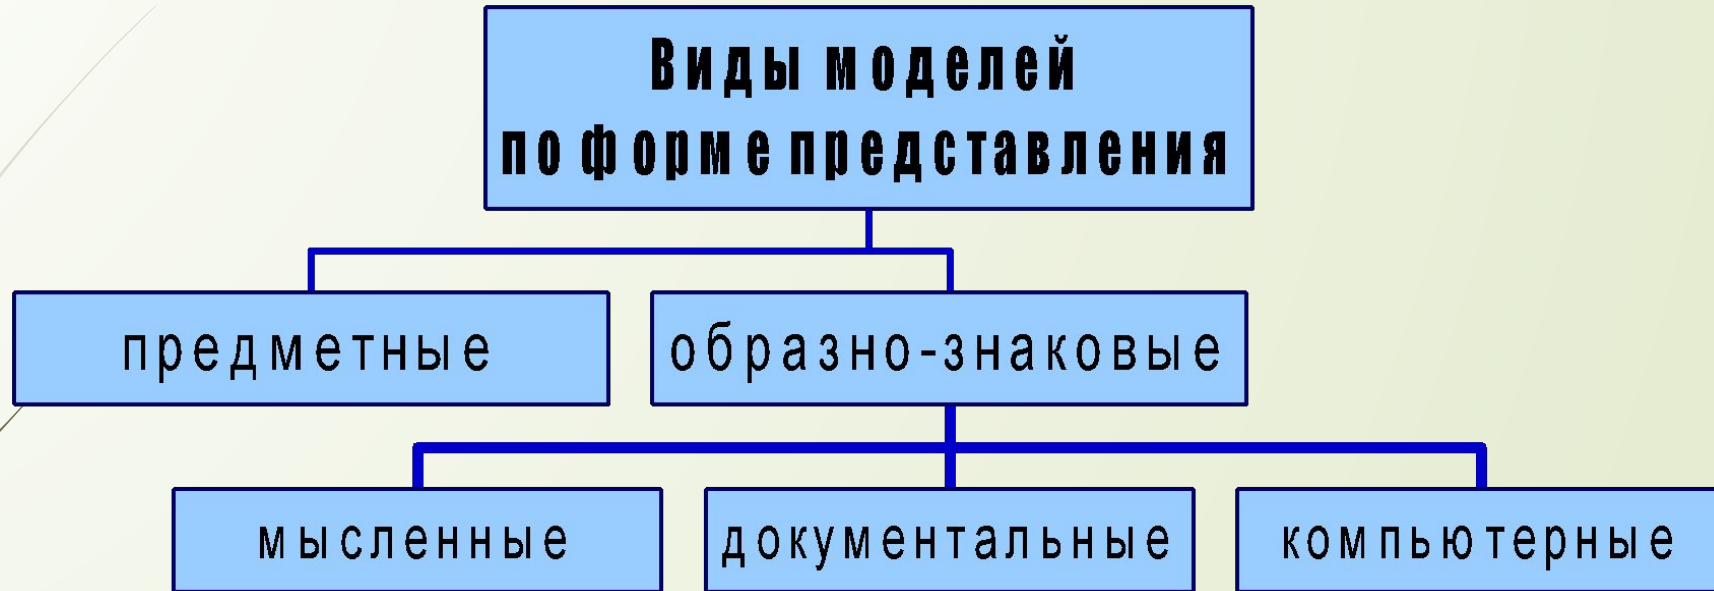 Виды моделей
по форме представления
предметные
образно-знаковые
мысленные
документальные
компьютерные